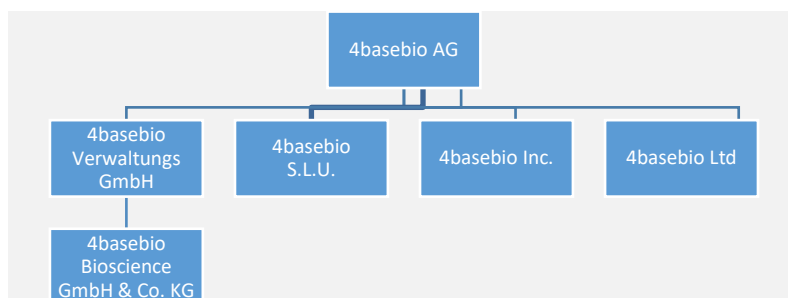 4basebio AG
4basebio
Verwaltungs
GmbH
4basebio
S.L.U.
4basebio Inc.
4basebio Ltd
4basebio
Bioscience
GmbH & Co. KG